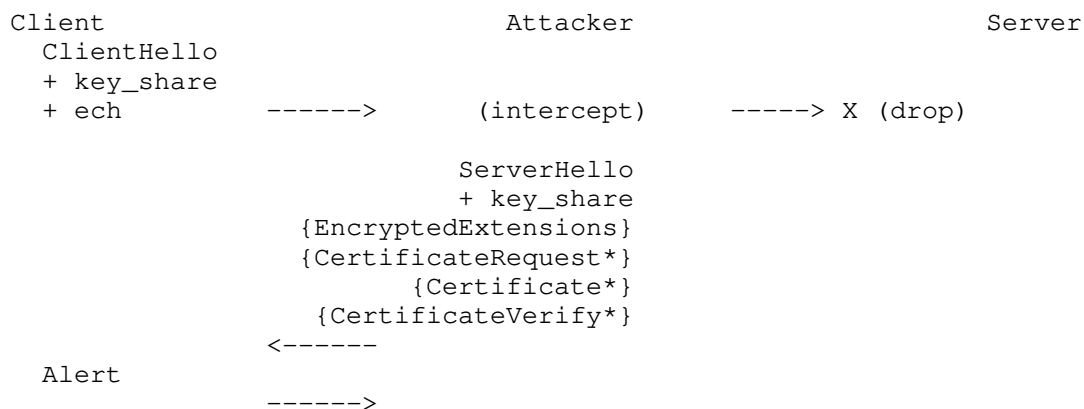 Client                         Attacker                      Server
  ClientHello
  + key_share
  + ech         ------>      (intercept)     -----> X (drop)
                             ServerHello
                             + key_share
                   {EncryptedExtensions}
                   {CertificateRequest*}
                          {Certificate*}
                    {CertificateVerify*}
                <------
  Alert
                ------>